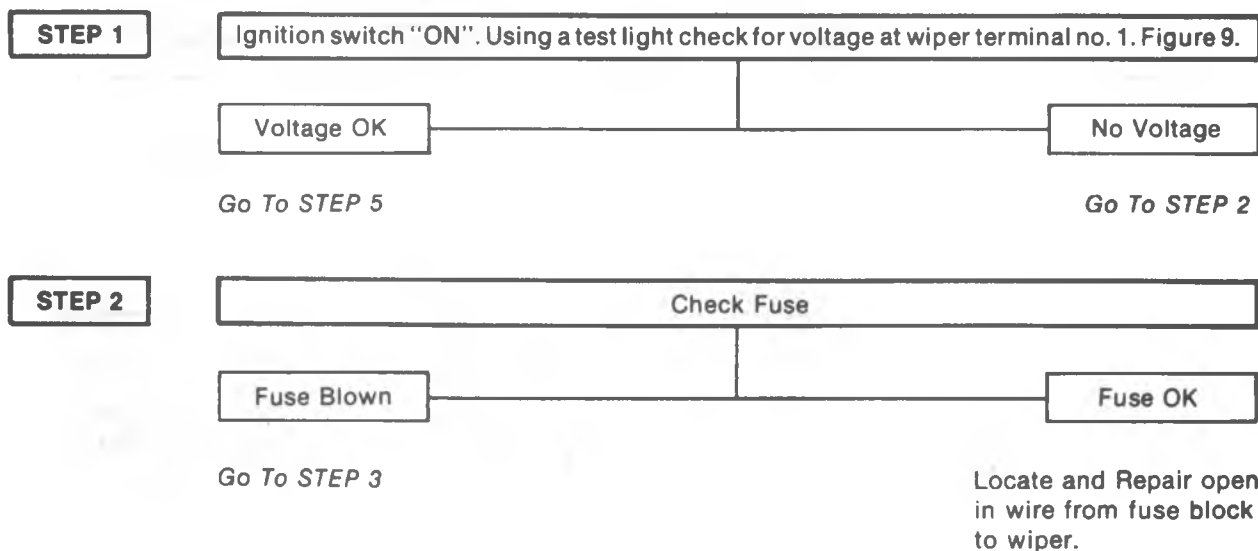 STEP 1
Ignition switch "ON". Using a test light check for voltage at wiper terminal no. 1. Figure 9.
Voltage OK
No Voltage
Go To STEP 5
Go To STEP 2
STEP 2
Check Fuse
Fuse Blown
Fuse OK
Go To STEP 3
Locate and Repair open
in wire from fuse block
to wiper.